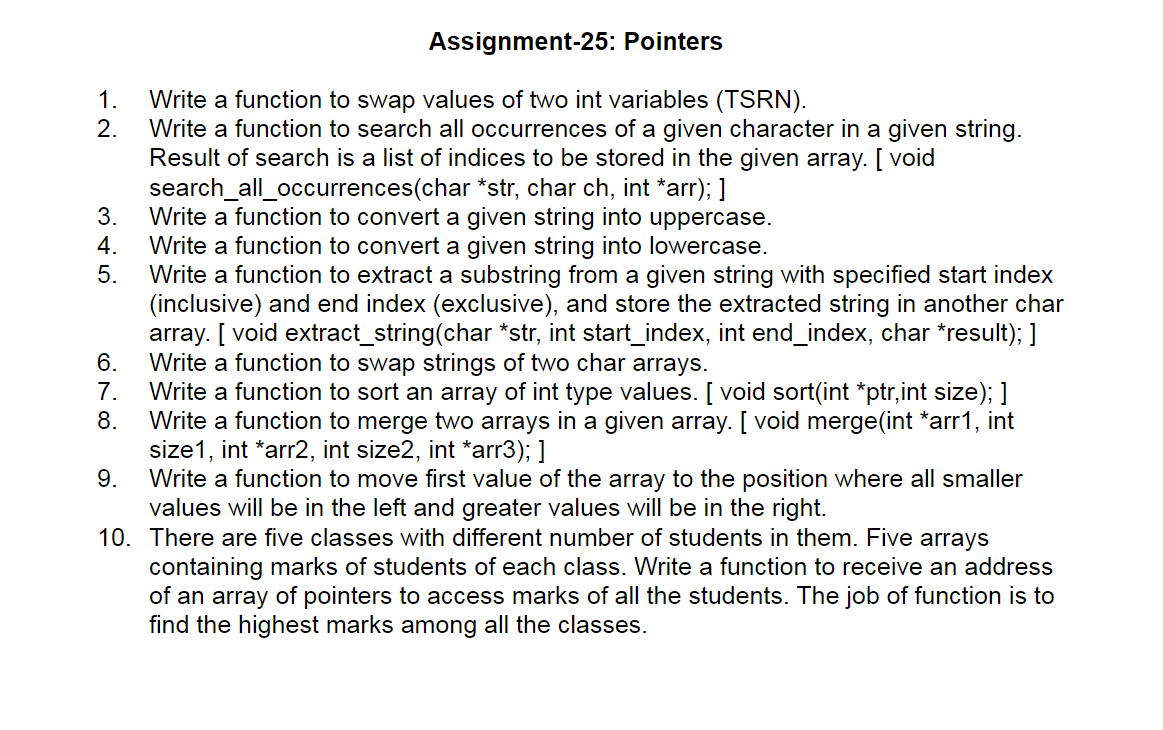 Assignment-25: Pointers
1. Write a function to swap values of two int variables (TSRN).
2. Write a function to search all occurrences of a given character in a given string.
Result of search is a list of indices to be stored in the given array. [ void
search_all_occurrences(char *str, char ch, int *arr); ]
3. Write a function to convert a given string into uppercase.
4. Write a function to convert a given string into lowercase.
5. Write a function to extract a substring from a given string with specified start index
(inclusive) and end index (exclusive), and store the extracted string in another char
array. [ void extract_string(char *str, int start_index, int end_index, char *result); ]
6. Write a function to swap strings of two char arrays.
7. Write a function to sort an array of int type values. [ void sort(int *ptr,int size); ]
8. Write a function to merge two arrays in a given array. [ void merge(int *arr1, int
size1, int *arr2, int size2, int *arr3); ]
9. Write a function to move first value of the array to the position where all smaller
values will be in the left and greater values will be in the right.
10. There are five classes with different number of students in them. Five arrays
containing marks of students of each class. Write a function to receive an address
of an array of pointers to access marks of all the students. The job of function is to
find the highest marks among all the classes.